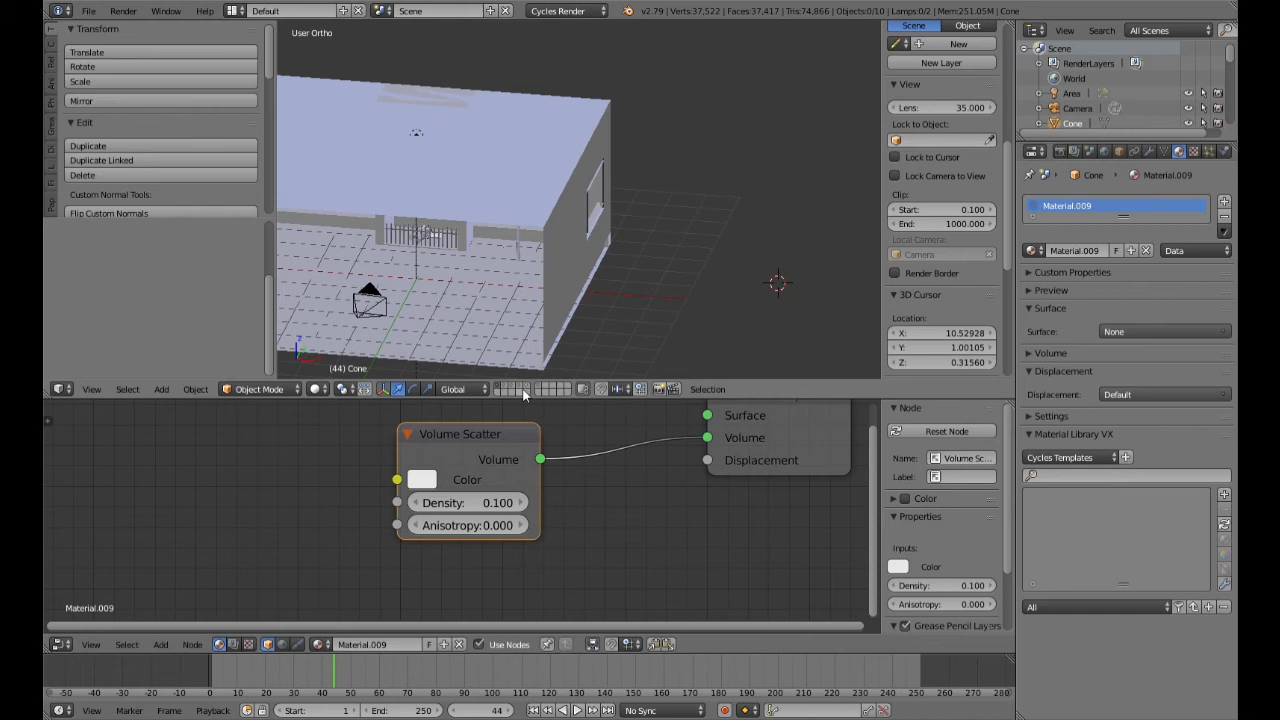 File Render Window Help Default Scene Cycles Render v2.79 | Verts:37,522 | Faces:37,417 | Tris:74,866 | Objects:0/10 | Lamps:0/2 | Mem:251.05M | Cone
Transform
Translate
Rotate
Scale
Mirror
Edit
Duplicate
Duplicate Linked
Delete
Custom Normal Tools:
Flip Custom Normals
User Ortho
(44) Cone
Scene Object
New
New Layer
View
Lens: 35.000
Lock to Object:
Lock to Cursor
Lock Camera to View
Clip:
Start: 0.100
End: 1000.000
Local Camera:
Camera
Render Border
3D Cursor
Location:
X: 10.52928
Y: 1.00105
Z: 0.31560
View Search All Scenes
Scene
RenderLayers
World
Area
Camera
Cone
Cone Material.009
Material.009
Material.009 F Data
Custom Properties
Preview
Surface
Surface: None
Volume
Displacement
Displacement: Default
Settings
Material Library VX
Cycles Templates
All
View Select Add Object Object Mode Global Selection
Volume Scatter
Volume
Color
Density: 0.100
Anisotropy: 0.000
Surface
Volume
Displacement
Material.009
Node
Reset Node
Name: Volume Sc...
Label:
Color
Properties
Inputs:
Color
Density: 0.100
Anisotropy: 0.000
Grease Pencil Layers
View Select Add Node Material.009 F Use Nodes
-50 -40 -30 -20 -10 0 10 20 30 40 50 60 70 80 90 100 110 120 130 140 150 160 170 180 190 200 210 220 230 240 250 260 270 280
View Marker Frame Playback Start: 1 End: 250 44 No Sync